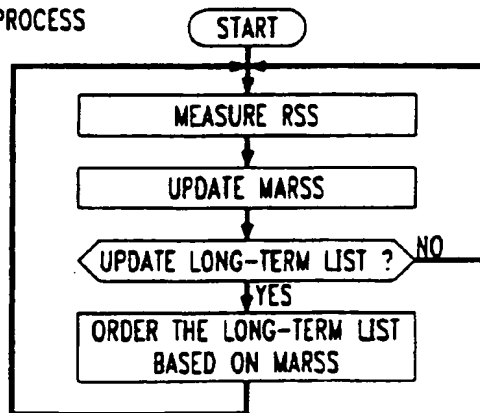 PROCESS
START
MEASURE RSS
UPDATE MARSS
UPDATE LONG-TERM LIST ?
NO
YES
ORDER THE LONG-TERM LIST
BASED ON MARSS